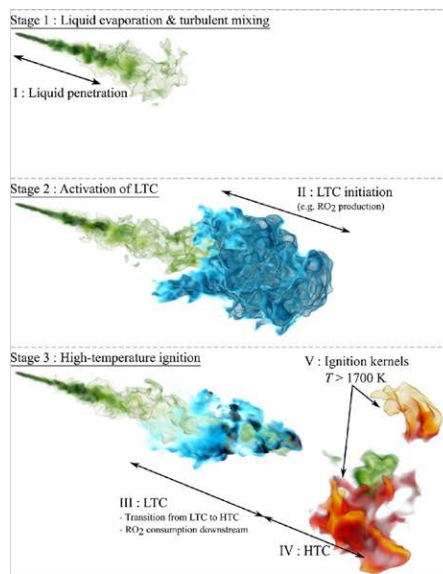 Stage 1 : Liquid evaporation & turbulent mixing
I : Liquid penetration
Stage 2 : Activation of LTC
II : LTC initiation
(e.g. RO₂ production)
Stage 3 : High-temperature ignition
V : Ignition kernels
T > 1700 K
III : LTC
- Transition from LTC to HTC
- RO₂ consumption downstream
IV : HTC